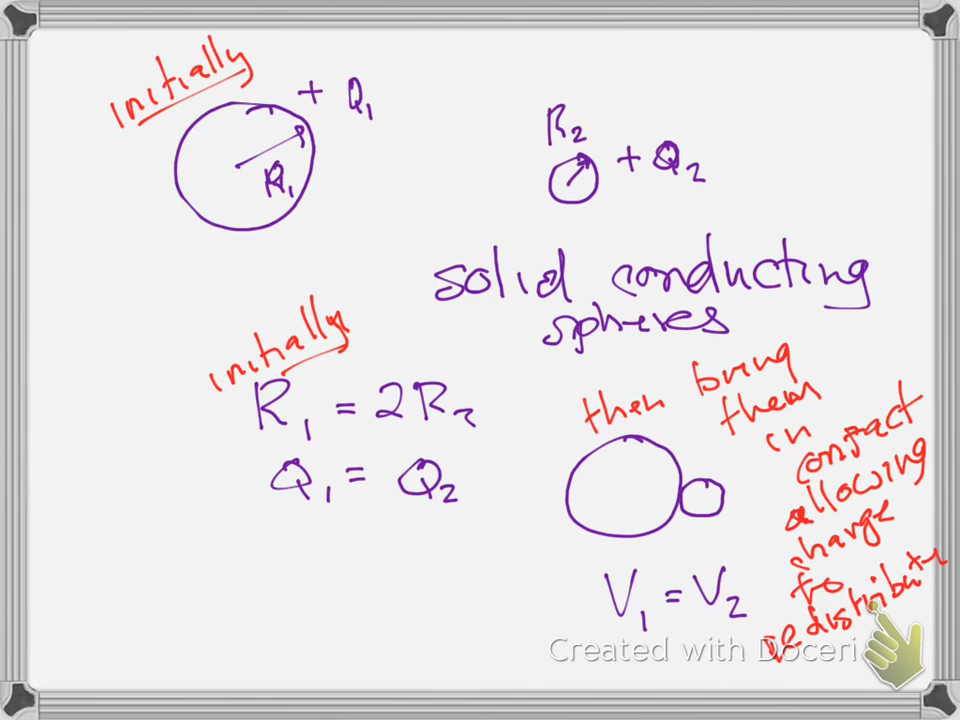 initially
+ Q₁
R₁
R₂
+ Q₂
solid conducting
spheres
initially
R₁ = 2R₂
Q₁ = Q₂
then bring
them
in
contact
allowing
charge
to
redistribute
V₁ = V₂
Created with Doceri